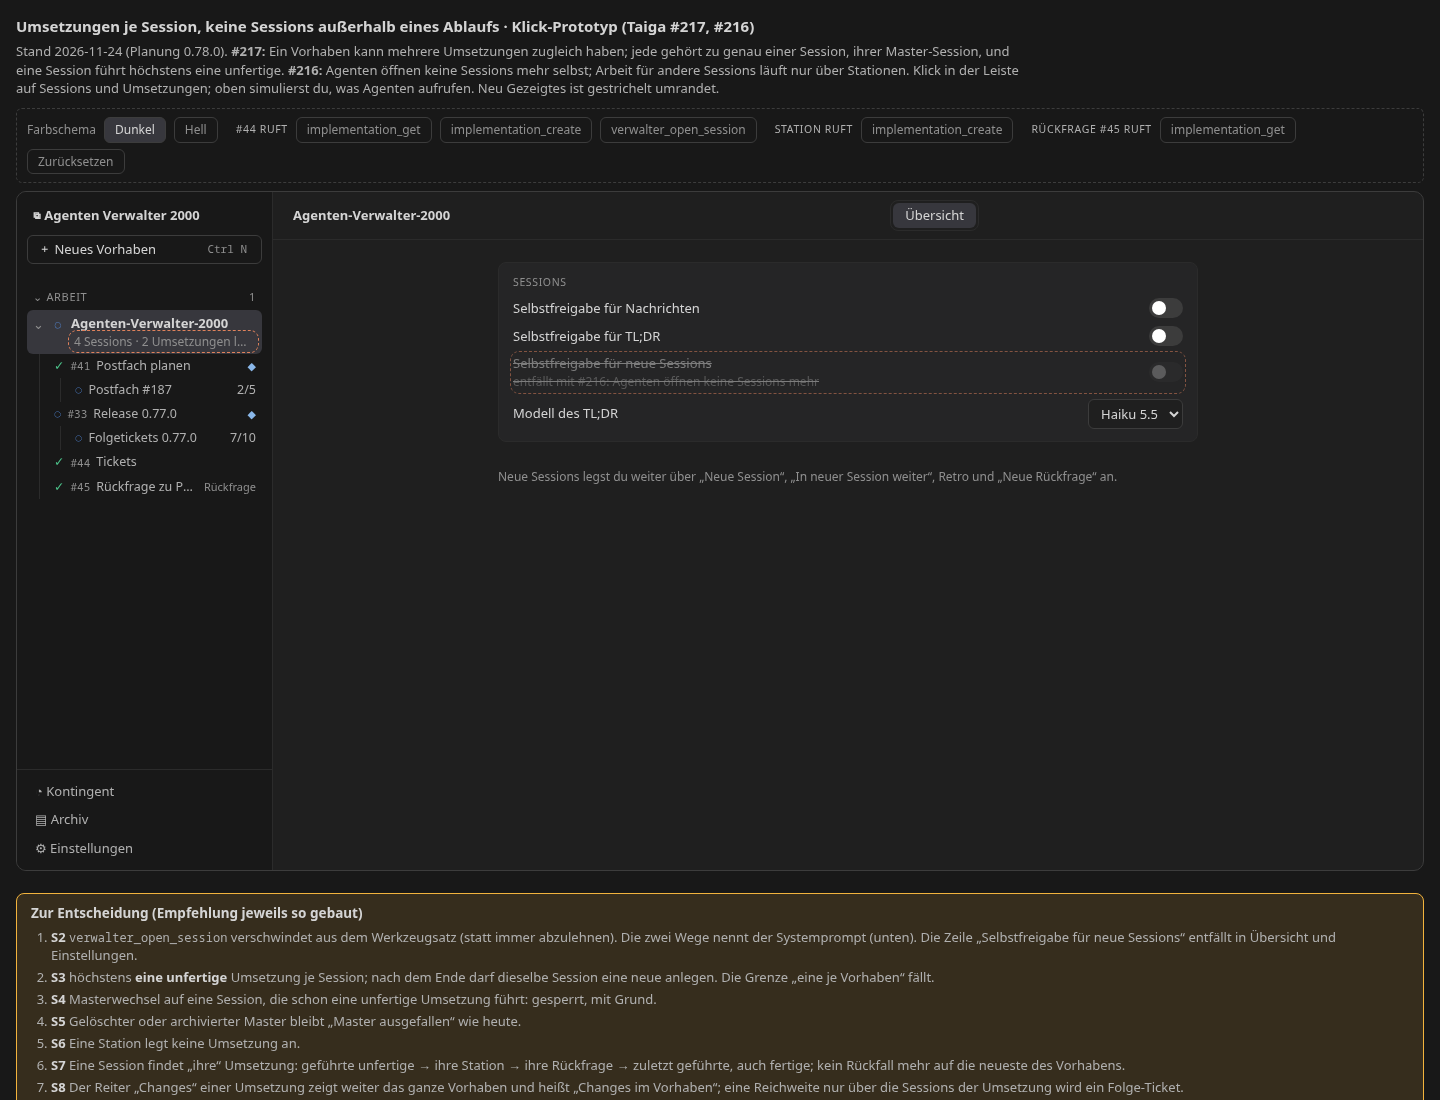 Umsetzungen je Session, keine Sessions außerhalb eines Ablaufs · Klick-Prototyp (Taiga #217, #216)
Stand 2026-11-24 (Planung 0.78.0). #217: Ein Vorhaben kann mehrere Umsetzungen zugleich haben; jede gehört zu genau einer Session, ihrer Master-Session, und
eine Session führt höchstens eine unfertige. #216: Agenten öffnen keine Sessions mehr selbst; Arbeit für andere Sessions läuft nur über Stationen. Klick in der Leiste
auf Sessions und Umsetzungen; oben simulierst du, was Agenten aufrufen. Neu Gezeigtes ist gestrichelt umrandet.
Farbschema Dunkel Hell #44 RUFT implementation_get implementation_create verwalter_open_session STATION RUFT implementation_create RÜCKFRAGE #45 RUFT implementation_get
Zurücksetzen
Agenten Verwalter 2000
+ Neues Vorhaben Ctrl N
ARBEIT 1
Agenten-Verwalter-2000
4 Sessions · 2 Umsetzungen l…
✓ #41 Postfach planen ◆
Postfach #187 2/5
#33 Release 0.77.0 ◆
Folgetickets 0.77.0 7/10
✓ #44 Tickets
✓ #45 Rückfrage zu P… Rückfrage
Kontingent
Archiv
Einstellungen
Agenten-Verwalter-2000 Übersicht
SESSIONS
Selbstfreigabe für Nachrichten
Selbstfreigabe für TL;DR
Selbstfreigabe für neue Sessions
entfällt mit #216: Agenten öffnen keine Sessions mehr
Modell des TL;DR Haiku 5.5
Neue Sessions legst du weiter über „Neue Session“, „In neuer Session weiter“, Retro und „Neue Rückfrage“ an.
Zur Entscheidung (Empfehlung jeweils so gebaut)
1. S2 verwalter_open_session verschwindet aus dem Werkzeugsatz (statt immer abzulehnen). Die zwei Wege nennt der Systemprompt (unten). Die Zeile „Selbstfreigabe für neue Sessions“ entfällt in Übersicht und
Einstellungen.
2. S3 höchstens eine unfertige Umsetzung je Session; nach dem Ende darf dieselbe Session eine neue anlegen. Die Grenze „eine je Vorhaben“ fällt.
3. S4 Masterwechsel auf eine Session, die schon eine unfertige Umsetzung führt: gesperrt, mit Grund.
4. S5 Gelöschter oder archivierter Master bleibt „Master ausgefallen“ wie heute.
5. S6 Eine Station legt keine Umsetzung an.
6. S7 Eine Session findet „ihre“ Umsetzung: geführte unfertige → ihre Station → ihre Rückfrage → zuletzt geführte, auch fertige; kein Rückfall mehr auf die neueste des Vorhabens.
7. S8 Der Reiter „Changes“ einer Umsetzung zeigt weiter das ganze Vorhaben und heißt „Changes im Vorhaben“; eine Reichweite nur über die Sessions der Umsetzung wird ein Folge-Ticket.